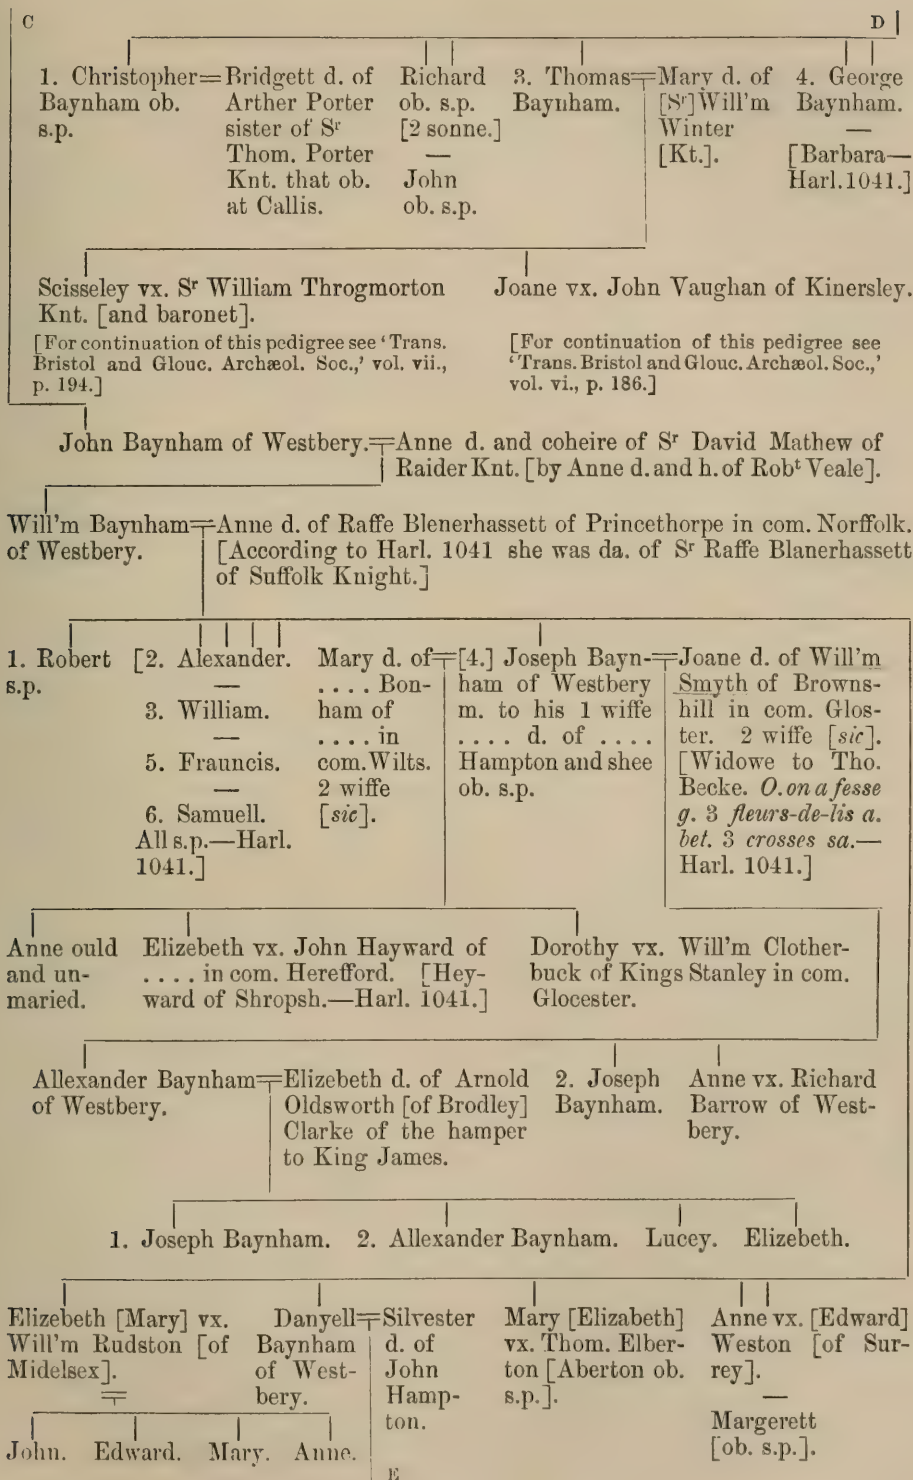 C
D
1. Christopher=Bridgett d. of
Baynham ob.
s.p.
Arther Porter
sister of Sr
Thom. Porter
Knt. that ob.
at Callis.
Richard
ob. s.p.
[2 sonne.]
—
John
ob. s.p.
3. Thomas=Mary d. of
Baynham.
[Sr] Will'm
Winter
[Kt.].
4. George
Baynham.
—
[Barbara—
Harl. 1041.]
Scisseley vx. Sr William Throgmorton
Knt. [and baronet].
[For continuation of this pedigree see 'Trans.
Bristol and Glouc. Archæol. Soc.,' vol. vii.,
p. 194.]
Joane vx. John Vaughan of Kinersley.
[For continuation of this pedigree see
'Trans. Bristol and Glouc. Archæol. Soc.,'
vol. vi., p. 186.]
John Baynham of Westbery.=Anne d. and coheire of Sr David Mathew of
Raider Knt. [by Anne d. and h. of Robt Veale].
Will'm Baynham=Anne d. of Raffe Blenerhassett of Princethorpe in com. Norffolk.
of Westbery.
[According to Harl. 1041 she was da. of Sr Raffe Blanerhassett
of Suffolk Knight.]
1. Robert
s.p.
[2. Alexander.
—
3. William.
—
5. Frauncis.
—
6. Samuell.
All s.p.—Harl.
1041.]
Mary d. of
.... Bon-
ham of
.... in
com. Wilts.
2 wiffe
[sic].
=[4.] Joseph Bayn-
ham of Westbery
m. to his 1 wiffe
.... d. of ....
Hampton and shee
ob. s.p.
=Joane d. of Will'm
Smyth of Browns-
hill in com. Glos-
ter. 2 wiffe [sic].
[Widowe to Tho.
Becke. O. on a fesse
g. 3 fleurs-de-lis a.
bet. 3 crosses sa.—
Harl. 1041.]
Anne ould
and un-
maried.
Elizebeth vx. John Hayward of
.... in com. Herefford. [Hey-
ward of Shropsh.—Harl. 1041.]
Dorothy vx. Will'm Clother-
buck of Kings Stanley in com.
Glocester.
Allexander Baynham=Elizebeth d. of Arnold
of Westbery.
Oldsworth [of Brodley]
Clarke of the hamper
to King James.
2. Joseph
Baynham.
Anne vx. Richard
Barrow of West-
bery.
1. Joseph Baynham. 2. Allexander Baynham. Lucey. Elizebeth.
Elizebeth [Mary] vx.
Will'm Rudston [of
Midelsex].
=
John. Edward. Mary. Anne.
Danyell=Silvester
Baynham
of West-
bery.
d. of
John
Hamp-
ton.
Mary [Elizabeth]
vx. Thom. Elber-
ton [Aberton ob.
s.p.].
Anne vx. [Edward]
Weston [of Sur-
rey].
—
Margerett
[ob. s.p.].
E